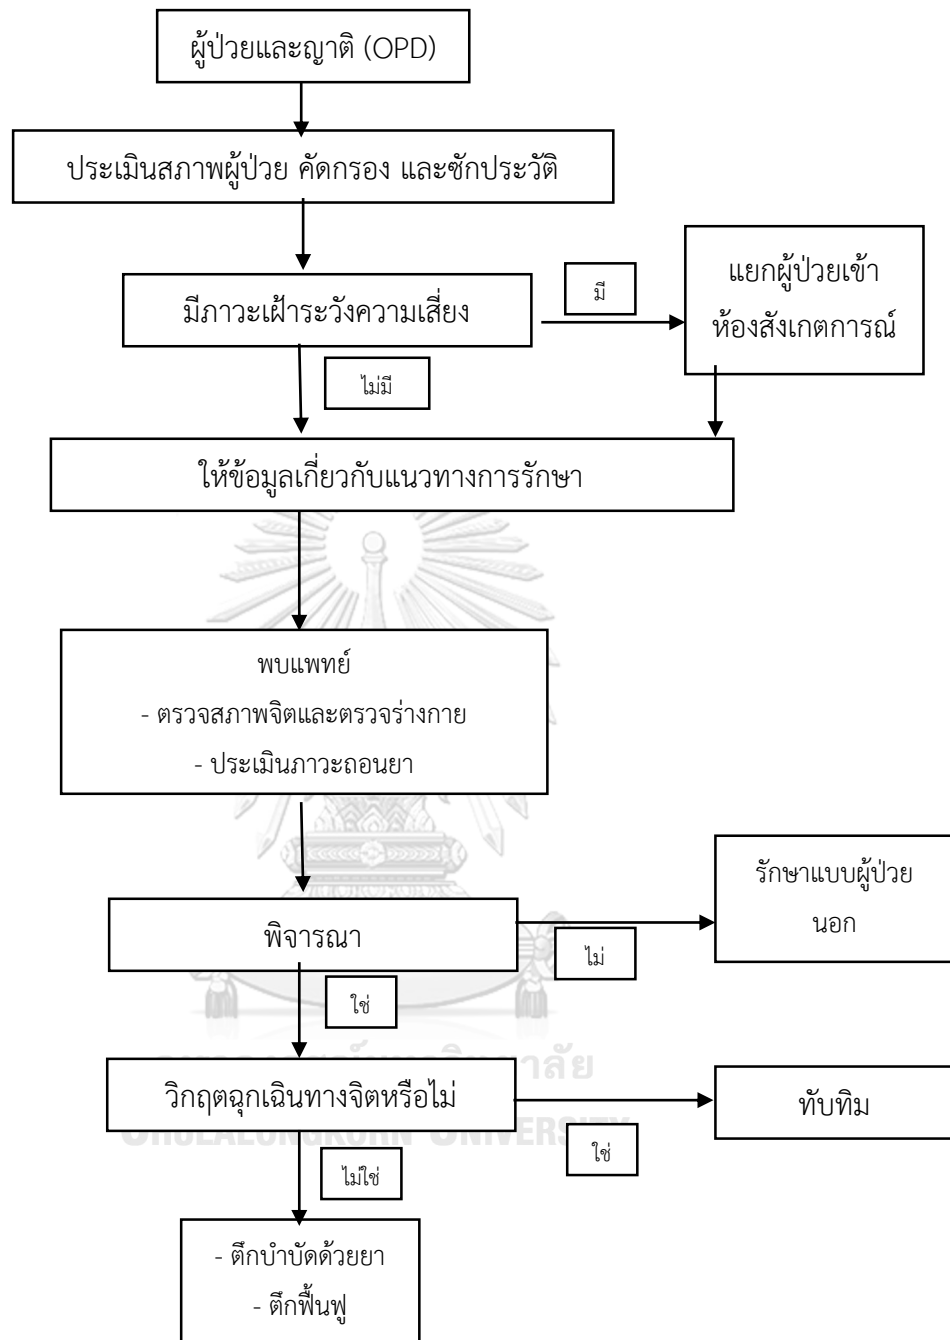 ผู้ป่วยและญาติ (OPD)
ประเมินสภาพผู้ป่วย คัดกรอง และซักประวัติ
มีภาวะเฝ้าระวังความเสี่ยง
มี
แยกผู้ป่วยเข้า
ห้องสังเกตการณ์
ไม่มี
ให้ข้อมูลเกี่ยวกับแนวทางการรักษา
พบแพทย์
- ตรวจสภาพจิตและตรวจร่างกาย
- ประเมินภาวะถอนยา
พิจารณา
ไม่
รักษาแบบผู้ป่วย
นอก
ใช่
วิกฤตฉุกเฉินทางจิตหรือไม่
ใช่
ทับทิม
CHULALONGKORN UNIVERSITY
ไม่ใช่
- ตึกบำบัดด้วยยา
- ตึกฟื้นฟู